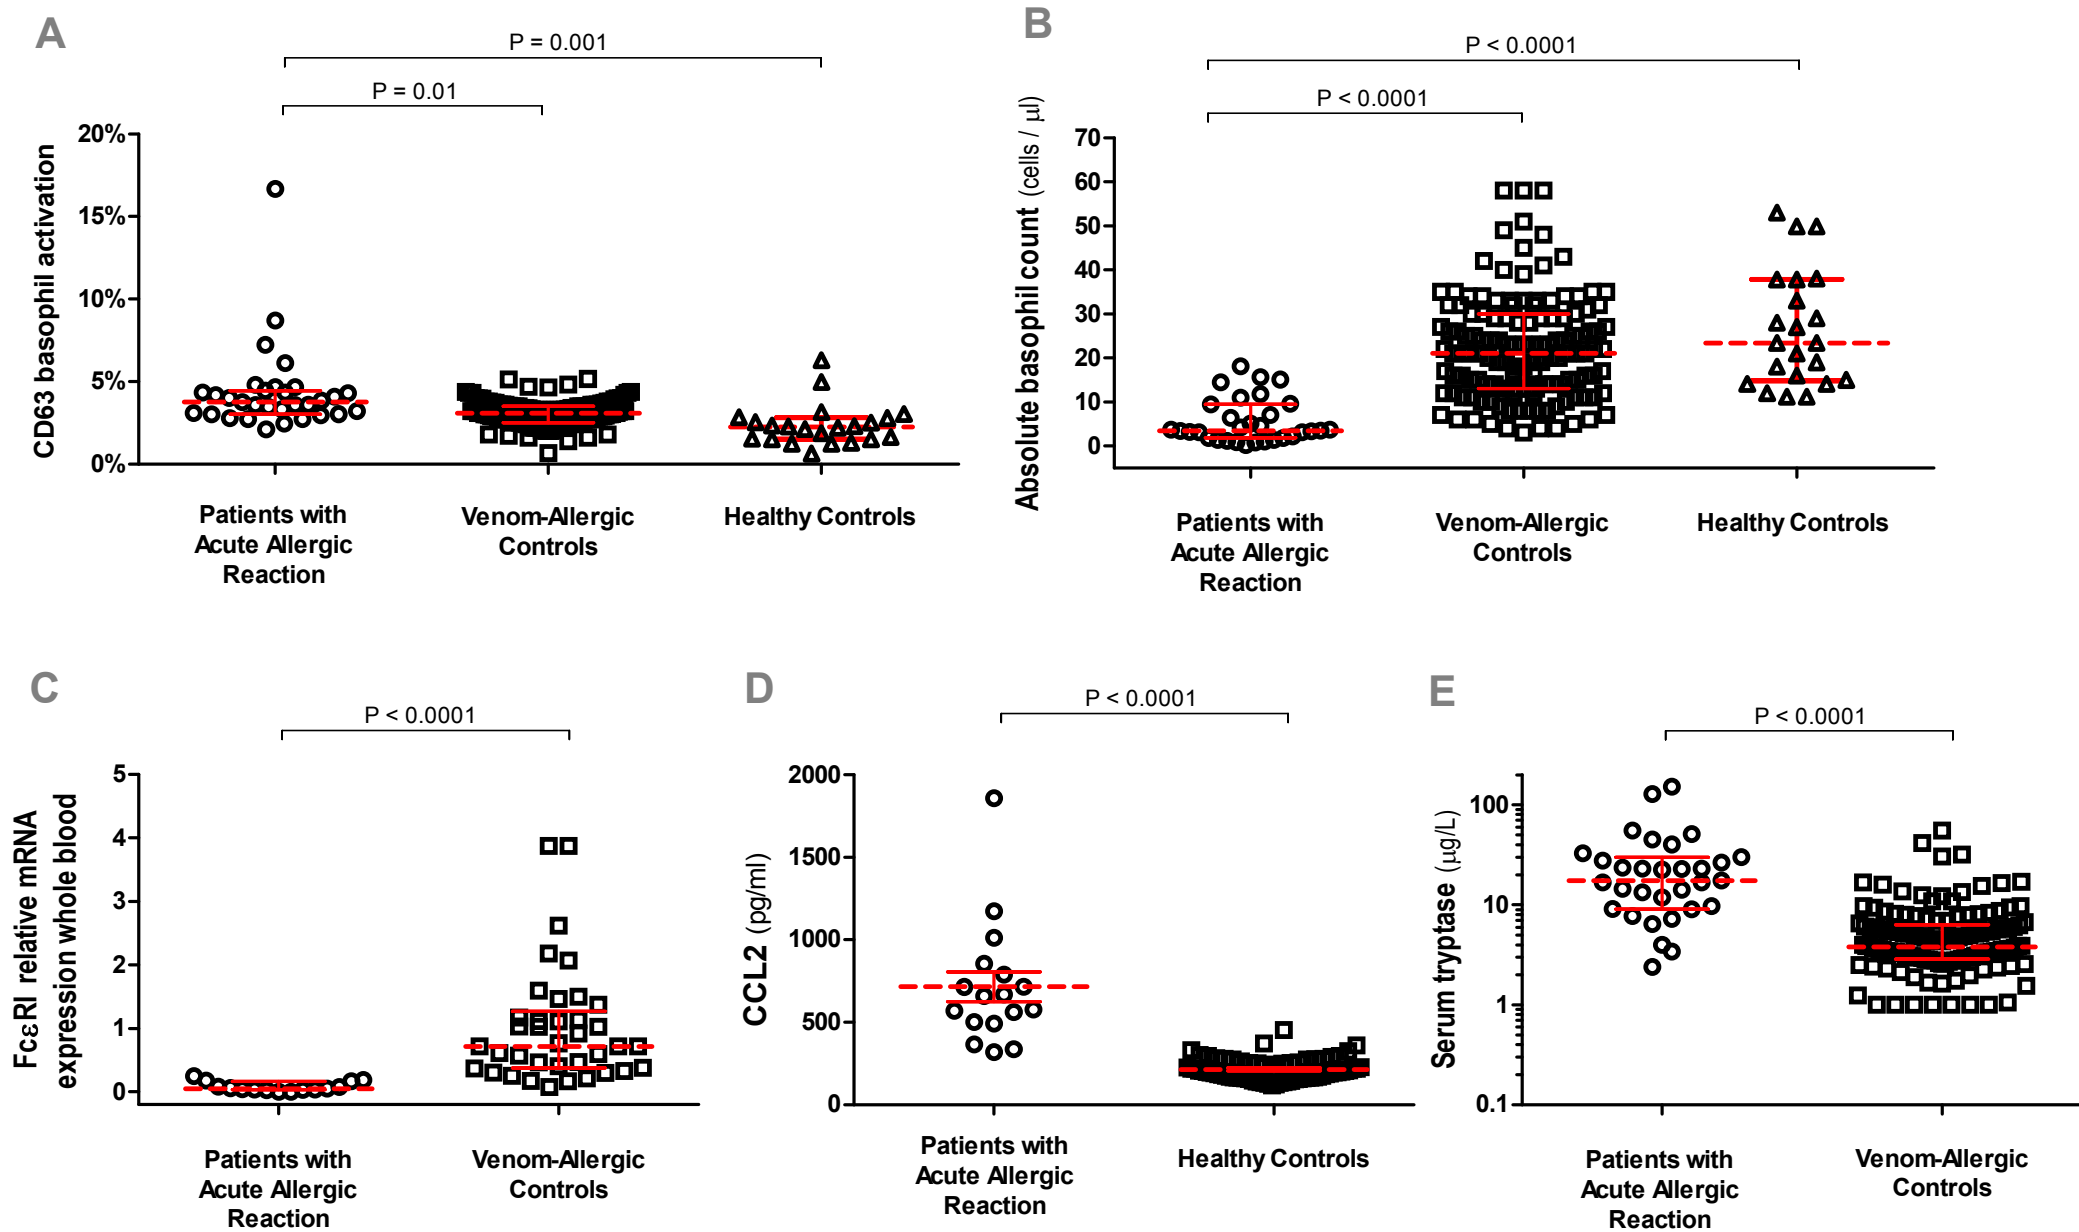 A
P = 0.001
P = 0.01
CD63 basophil activation
20%
15%
10%
5%
0%
Patients with
Acute Allergic
Reaction
Venom-Allergic
Controls
Healthy Controls
B
P < 0.0001
P < 0.0001
Absolute basophil count (cells / µl)
70
60
50
40
30
20
10
0
Patients with
Acute Allergic
Reaction
Venom-Allergic
Controls
Healthy Controls
C
P < 0.0001
FcεRI relative mRNA
expression whole blood
5
4
3
2
1
0
Patients with
Acute Allergic
Reaction
Venom-Allergic
Controls
D
P < 0.0001
CCL2 (pg/ml)
2000
1500
1000
500
0
Patients with
Acute Allergic
Reaction
Healthy Controls
E
P < 0.0001
Serum tryptase (µg/L)
100
10
1
0.1
Patients with
Acute Allergic
Reaction
Venom-Allergic
Controls